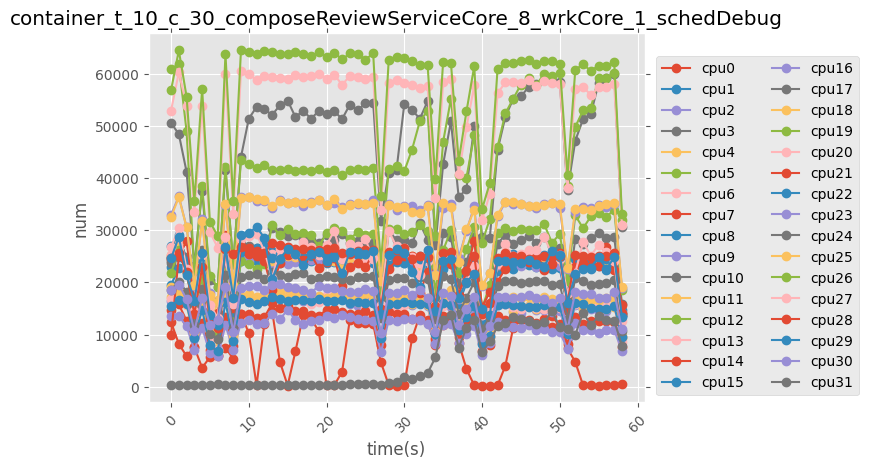 container_t_10_c_30_composeReviewServiceCore_8_wrkCore_1_schedDebug
60000
50000
40000
30000
20000
10000
0
num
0
10
20
30
40
50
60
time(s)
cpu0
cpu1
cpu2
cpu3
cpu4
cpu5
cpu6
cpu7
cpu8
cpu9
cpu10
cpu11
cpu12
cpu13
cpu14
cpu15
cpu16
cpu17
cpu18
cpu19
cpu20
cpu21
cpu22
cpu23
cpu24
cpu25
cpu26
cpu27
cpu28
cpu29
cpu30
cpu31